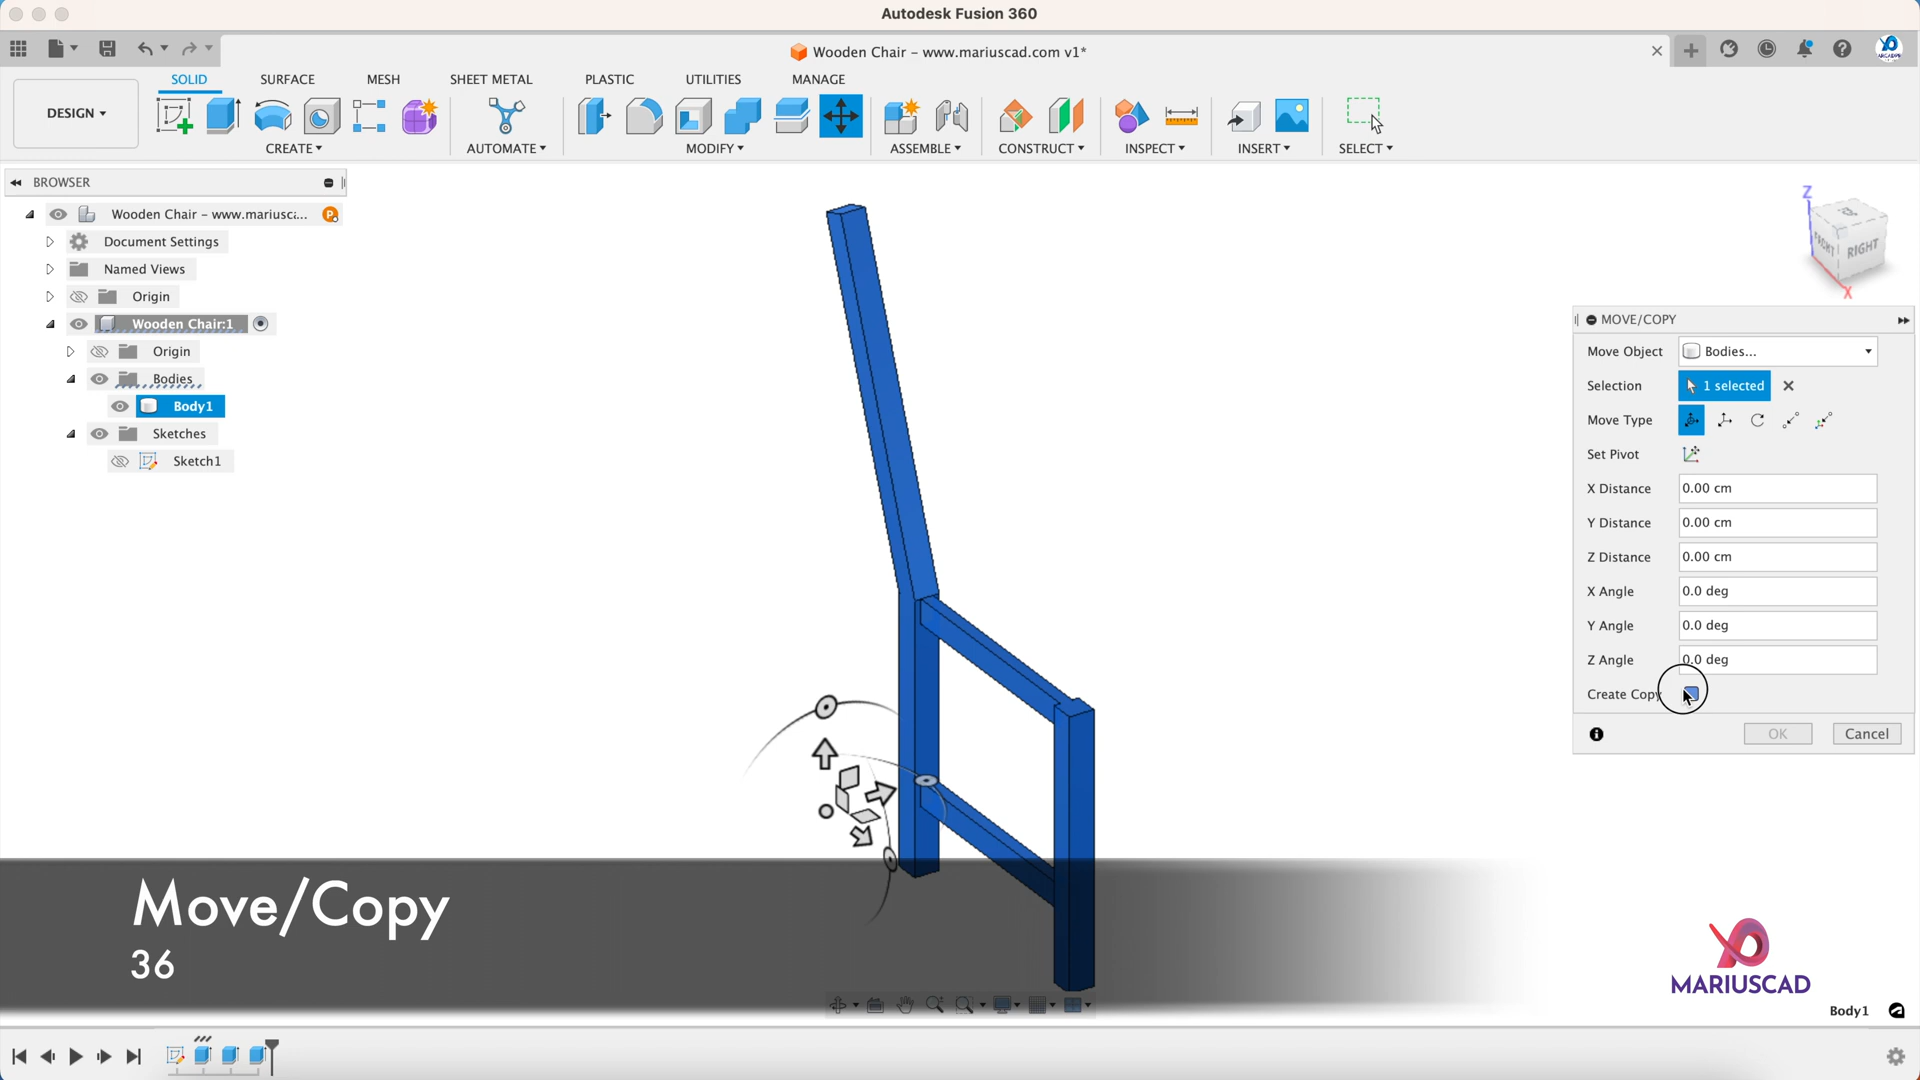 Autodesk Fusion 360
Wooden Chair – www.mariuscad.com v1*
SOLID SURFACE MESH SHEET METAL PLASTIC UTILITIES MANAGE
DESIGN
CREATE AUTOMATE MODIFY ASSEMBLE CONSTRUCT INSPECT INSERT SELECT
BROWSER
Wooden Chair – www.mariusc...
P
Document Settings
Named Views
Origin
Wooden Chair:1
Origin
Bodies
Body1
Sketches
Sketch1
Z
FRONT RIGHT
X
MOVE/COPY
Move Object Bodies...
Selection 1 selected
Move Type
Set Pivot
X Distance 0.00 cm
Y Distance 0.00 cm
Z Distance 0.00 cm
X Angle 0.0 deg
Y Angle 0.0 deg
Z Angle 0.0 deg
Create Copy
OK Cancel
Move/Copy
36
MARIUSCAD
Body1